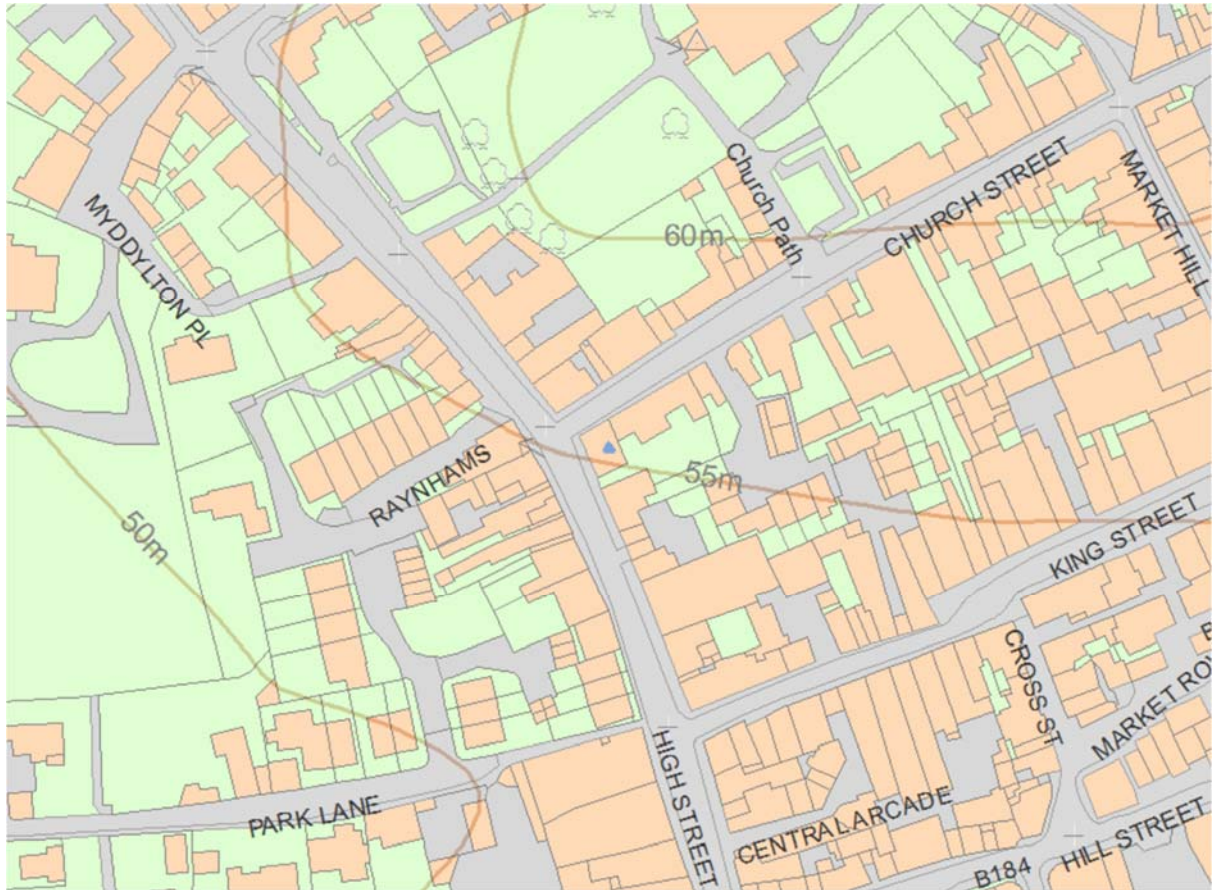 Church Path
CHURCH STREET
MARKET HILL
MYDDYLTON PL
60m
RAYNHAMS
55m
50m
KING STREET
CROSS ST
MARKET RO
HIGH STREET
PARK LANE
CENTRAL ARCADE
B184
HILL STREET